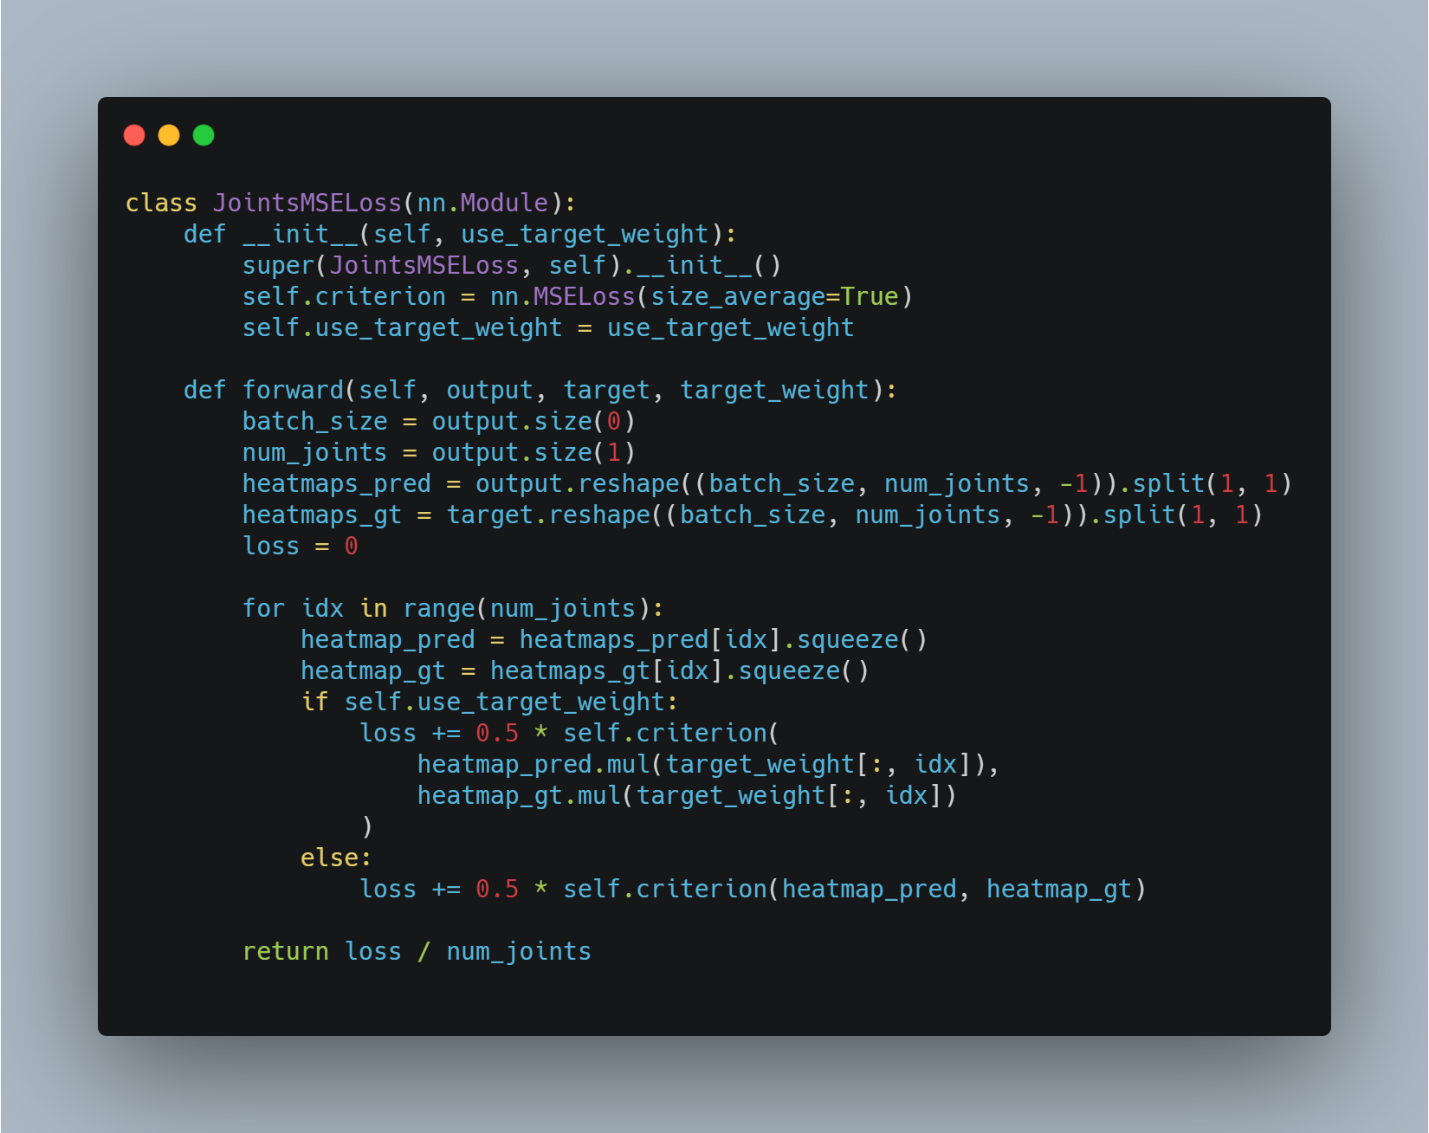 class JointsMSELoss(nn.Module):
    def __init__(self, use_target_weight):
        super(JointsMSELoss, self).__init__()
        self.criterion = nn.MSELoss(size_average=True)
        self.use_target_weight = use_target_weight

    def forward(self, output, target, target_weight):
        batch_size = output.size(0)
        num_joints = output.size(1)
        heatmaps_pred = output.reshape((batch_size, num_joints, -1)).split(1, 1)
        heatmaps_gt = target.reshape((batch_size, num_joints, -1)).split(1, 1)
        loss = 0

        for idx in range(num_joints):
            heatmap_pred = heatmaps_pred[idx].squeeze()
            heatmap_gt = heatmaps_gt[idx].squeeze()
            if self.use_target_weight:
                loss += 0.5 * self.criterion(
                    heatmap_pred.mul(target_weight[:, idx]),
                    heatmap_gt.mul(target_weight[:, idx])
                )
            else:
                loss += 0.5 * self.criterion(heatmap_pred, heatmap_gt)

        return loss / num_joints